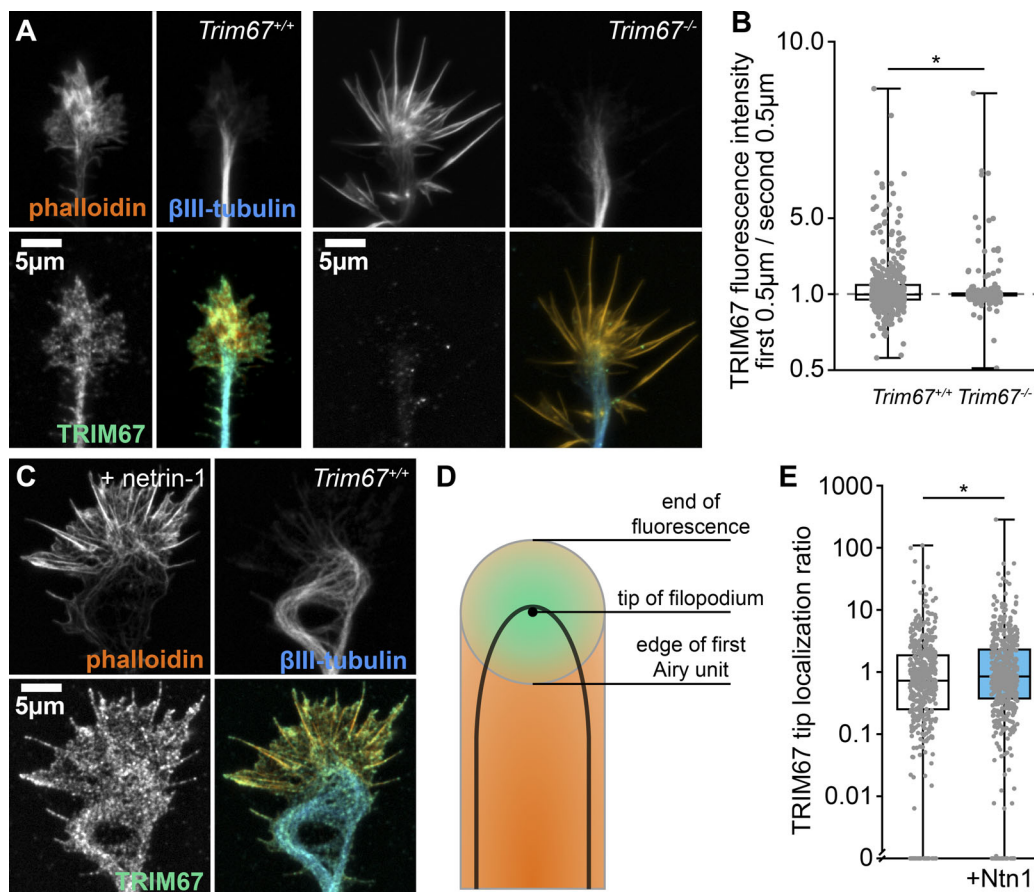 A
Trim67+/+
Trim67-/-
phalloidin
βIII-tubulin
5μm
5μm
TRIM67
B
TRIM67 fluorescence intensity
first 0.5μm / second 0.5μm
10.0
5.0
1.0
0.5
*
Trim67+/+
Trim67-/-
C
+ netrin-1
Trim67+/+
phalloidin
βIII-tubulin
5μm
TRIM67
D
end of
fluorescence
tip of filopodium
edge of first
Airy unit
E
TRIM67 tip localization ratio
1000
100
10
1
0.1
0.01
0
*
+Ntn1